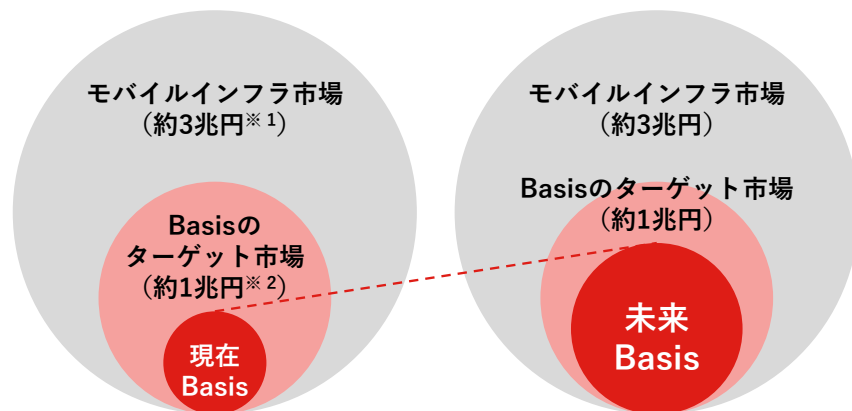 モバイルインフラ市場
（約3兆円※1）
Basisの
ターゲット市場
（約1兆円※2）
現在
Basis
モバイルインフラ市場
（約3兆円）
Basisのターゲット市場
（約1兆円）
未来
Basis